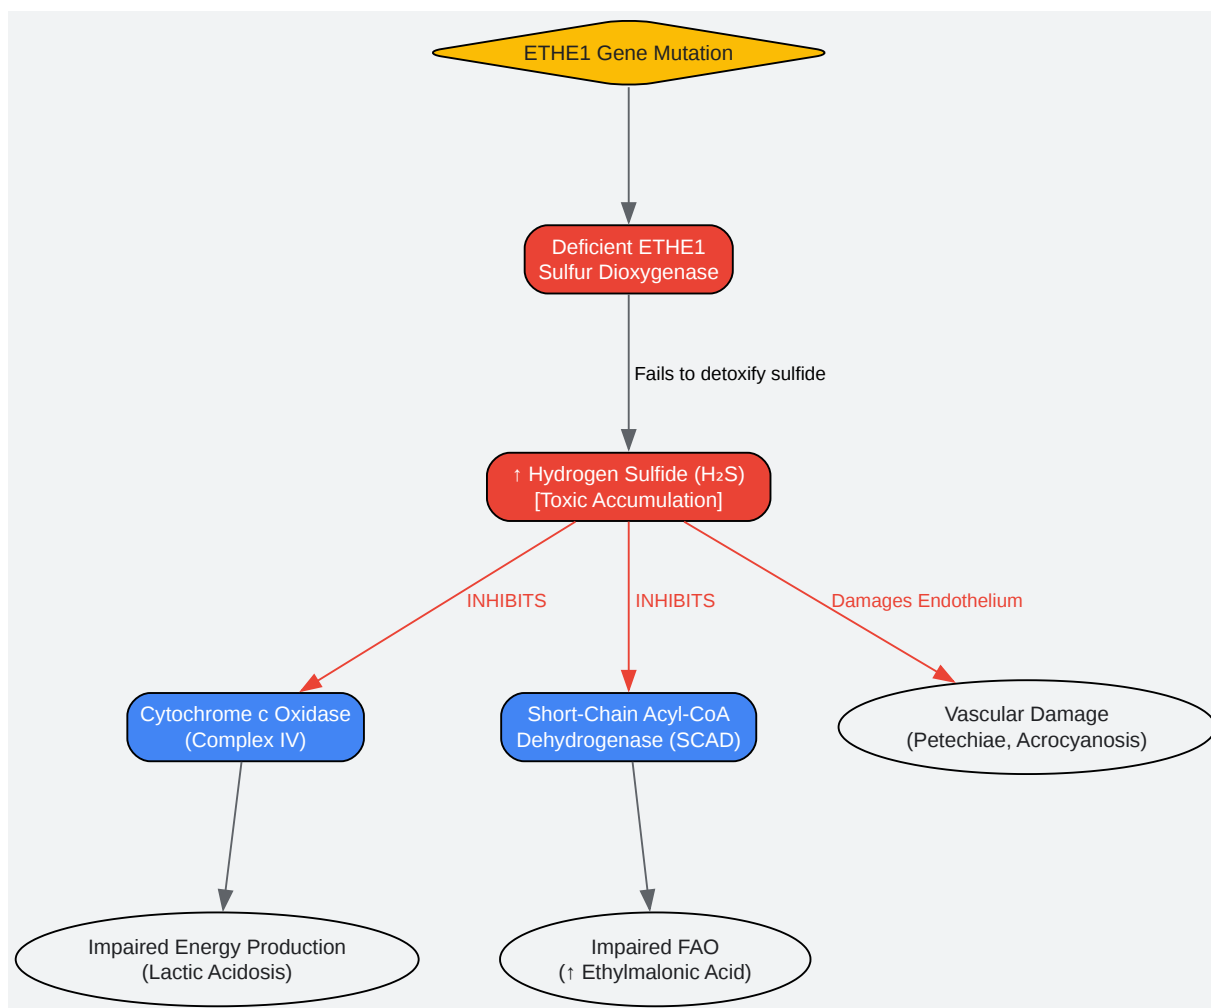 ETHE1 Gene Mutation
Deficient ETHE1
Sulfur Dioxygenase
Fails to detoxify sulfide
↑ Hydrogen Sulfide (H₂S)
[Toxic Accumulation]
INHIBITS
INHIBITS
Damages Endothelium
Cytochrome c Oxidase
(Complex IV)
Short-Chain Acyl-CoA
Dehydrogenase (SCAD)
Vascular Damage
(Petechiae, Acrocyanosis)
Impaired Energy Production
(Lactic Acidosis)
Impaired FAO
(↑ Ethylmalonic Acid)